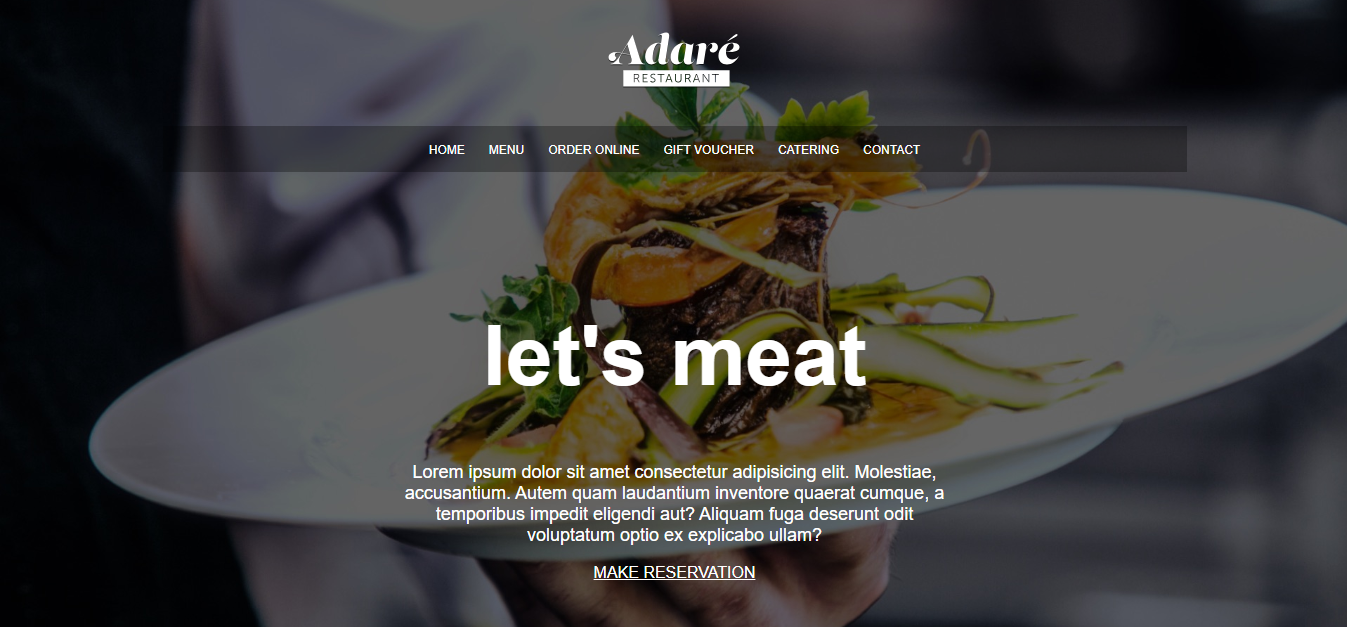 Adaré
RESTAURANT
HOME MENU ORDER ONLINE GIFT VOUCHER CATERING CONTACT
let's meat
Lorem ipsum dolor sit amet consectetur adipisicing elit. Molestiae,
accusantium. Autem quam laudantium inventore quaerat cumque, a
temporibus impedit eligendi aut? Aliquam fuga deserunt odit
voluptatum optio ex explicabo ullam?
MAKE RESERVATION